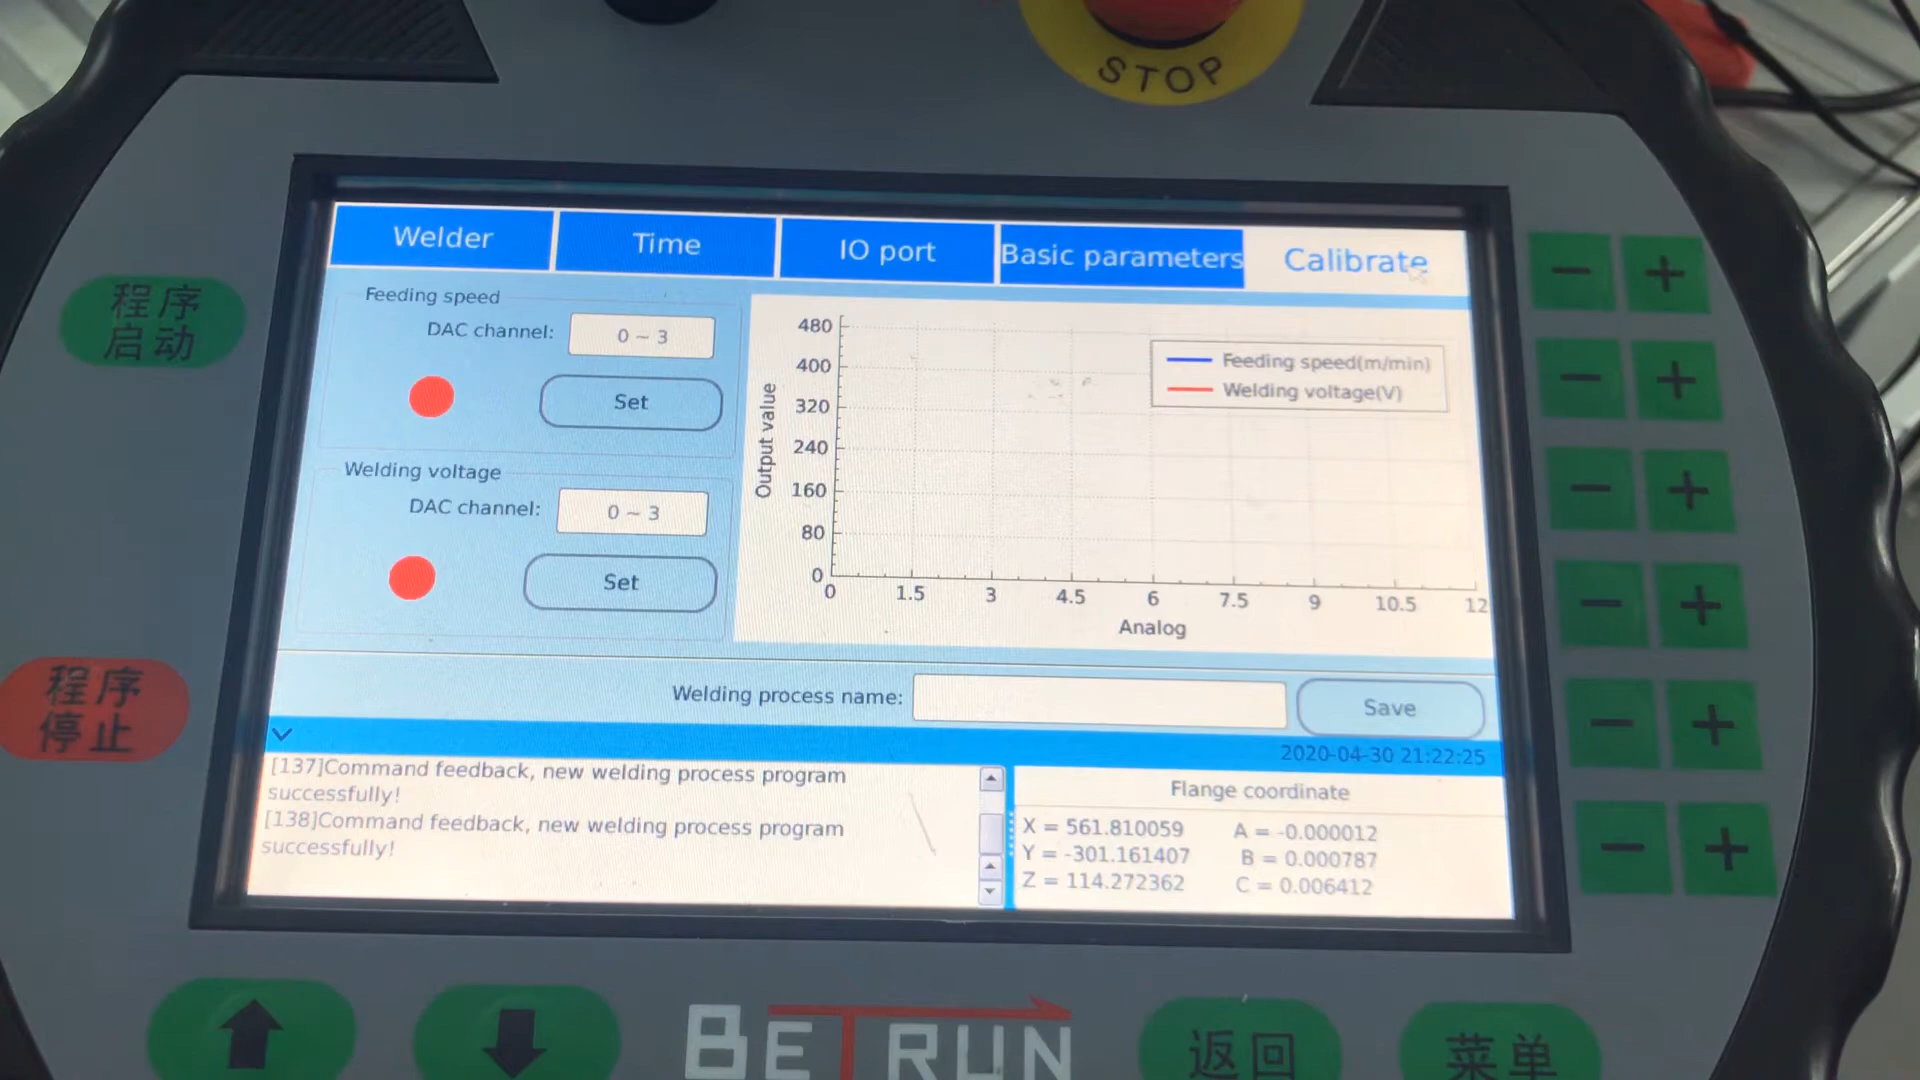 STOP
Welder Time IO port Basic parameters Calibrate
程序
启动
Feeding speed
DAC channel: 0 ~ 3
Set
Welding voltage
DAC channel: 0 ~ 3
Set
Output value
480
400
320
240
160
80
0
Feeding speed(m/min)
Welding voltage(V)
0 1.5 3 4.5 6 7.5 9 10.5 12
Analog
程序
停止
Welding process name: Save
2020-04-30 21:22:25
[137]Command feedback, new welding process program
successfully!
[138]Command feedback, new welding process program
successfully!
Flange coordinate
X = 561.810059 A = -0.000012
Y = -301.161407 B = 0.000787
Z = 114.272362 C = 0.006412
- +
- +
- +
- +
- +
- +
BETRUN
返回
菜单